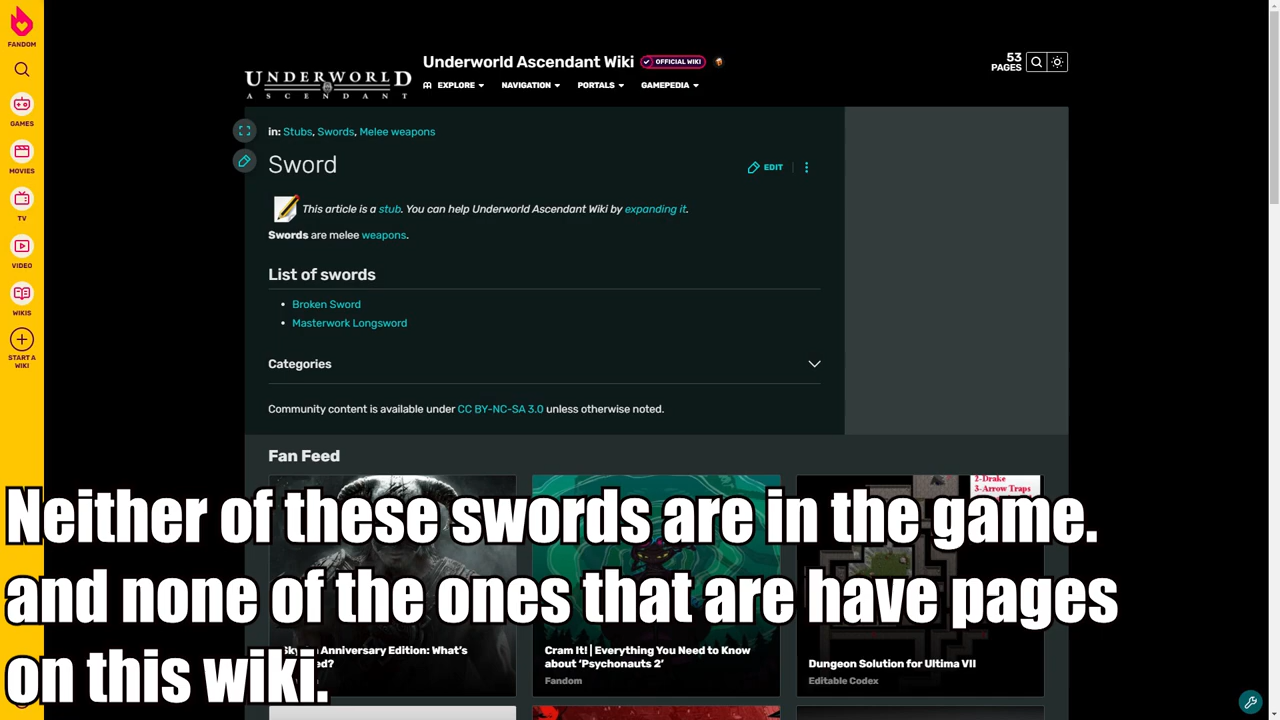 FANDOM
GAMES
MOVIES
TV
VIDEO
WIKIS
START A
WIKI
UNDERWORLD
ASCENDANT
Underworld Ascendant Wiki
OFFICIAL WIKI
EXPLORE
NAVIGATION
PORTALS
GAMEPEDIA
53
PAGES
in: Stubs, Swords, Melee weapons
Sword
EDIT
This article is a stub. You can help Underworld Ascendant Wiki by expanding it.
Swords are melee weapons.
List of swords
Broken Sword
Masterwork Longsword
Categories
Community content is available under CC BY-NC-SA 3.0 unless otherwise noted.
Fan Feed
2-Drake
3-Arrow Traps
Neither of these swords are in the game.
and none of the ones that are have pages
on this wiki.
Anniversary Edition: What's
Cram It! | Everything You Need to Know
about 'Psychonauts 2'
Fandom
Dungeon Solution for Ultima VII
Editable Codex